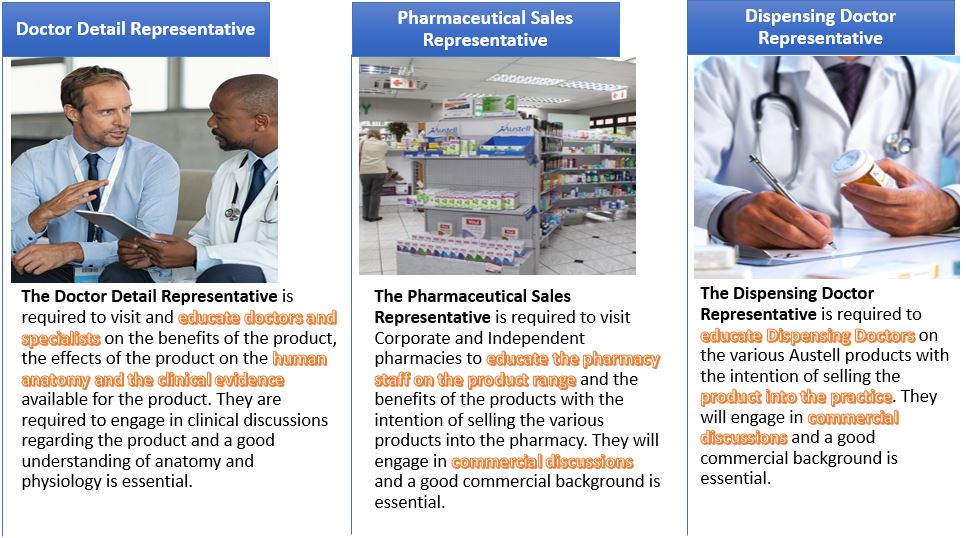 Doctor Detail Representative
The Doctor Detail Representative is
required to visit and educate doctors and
specialists on the benefits of the product,
the effects of the product on the human
anatomy and the clinical evidence
available for the product. They are
required to engage in clinical discussions
regarding the product and a good
understanding of anatomy and
physiology is essential.
Pharmaceutical Sales
Representative
Austell
Austell
The Pharmaceutical Sales
Representative is required to visit
Corporate and Independent
pharmacies to educate the pharmacy
staff on the product range and the
benefits of the products with the
intention of selling the various
products into the pharmacy. They will
engage in commercial discussions
and a good commercial background is
essential.
Dispensing Doctor
Representative
The Dispensing Doctor
Representative is required to
educate Dispensing Doctors on
the various Austell products with
the intention of selling the
product into the practice. They
will engage in commercial
discussions and a good
commercial background is
essential.